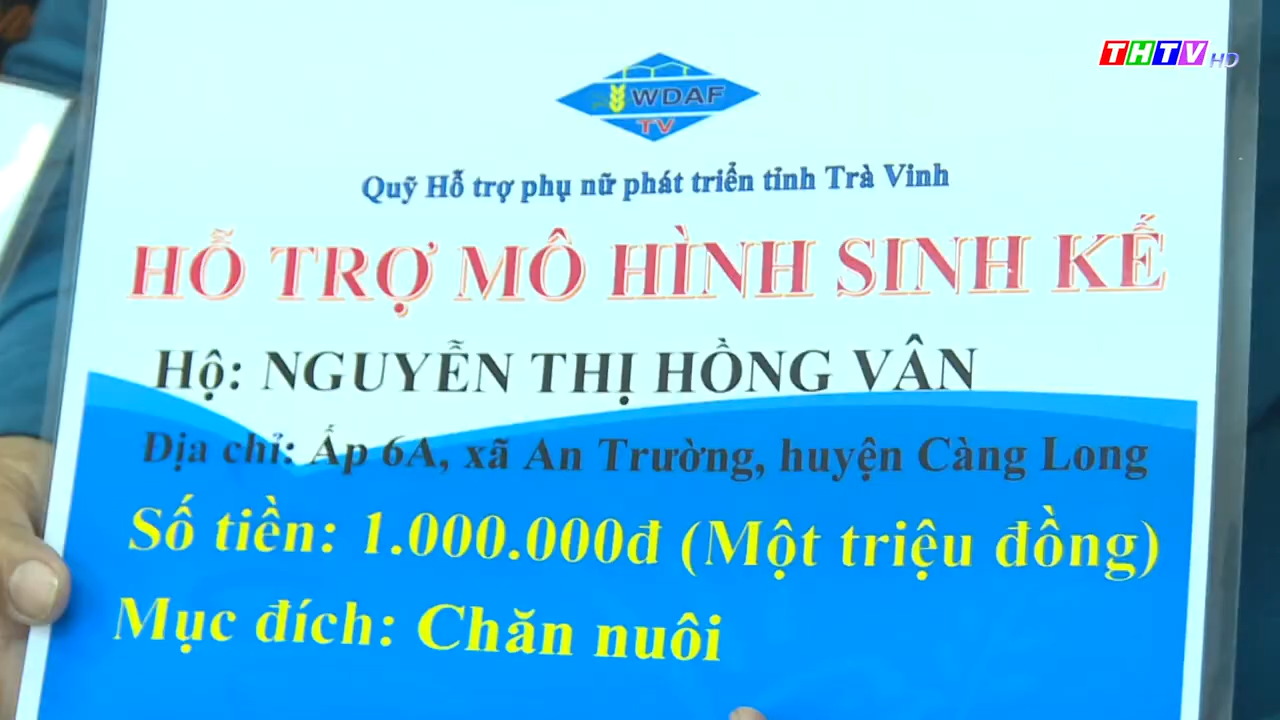 THTV HD
WDAF
TV
Quỹ Hỗ trợ phụ nữ phát triển tỉnh Trà Vinh
HỖ TRỢ MÔ HÌNH SINH KẾ
Hộ: NGUYỄN THỊ HỒNG VÂN
Địa chỉ: Ấp 6A, xã An Trường, huyện Càng Long
Số tiền: 1.000.000đ (Một triệu đồng)
Mục đích: Chăn nuôi